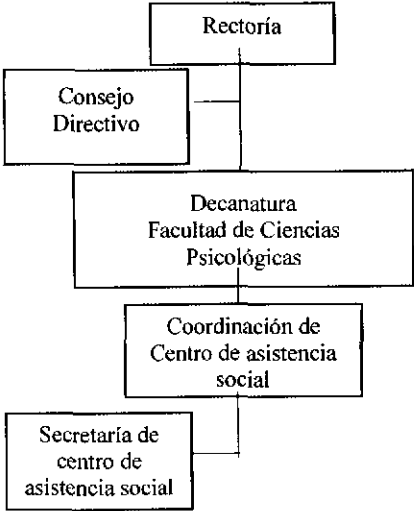 Rectoría
Consejo
Directivo
Decanatura
Facultad de Ciencias
Psicológicas
Coordinación de
Centro de asistencia
social
Secretaría de
centro de
asistencia social